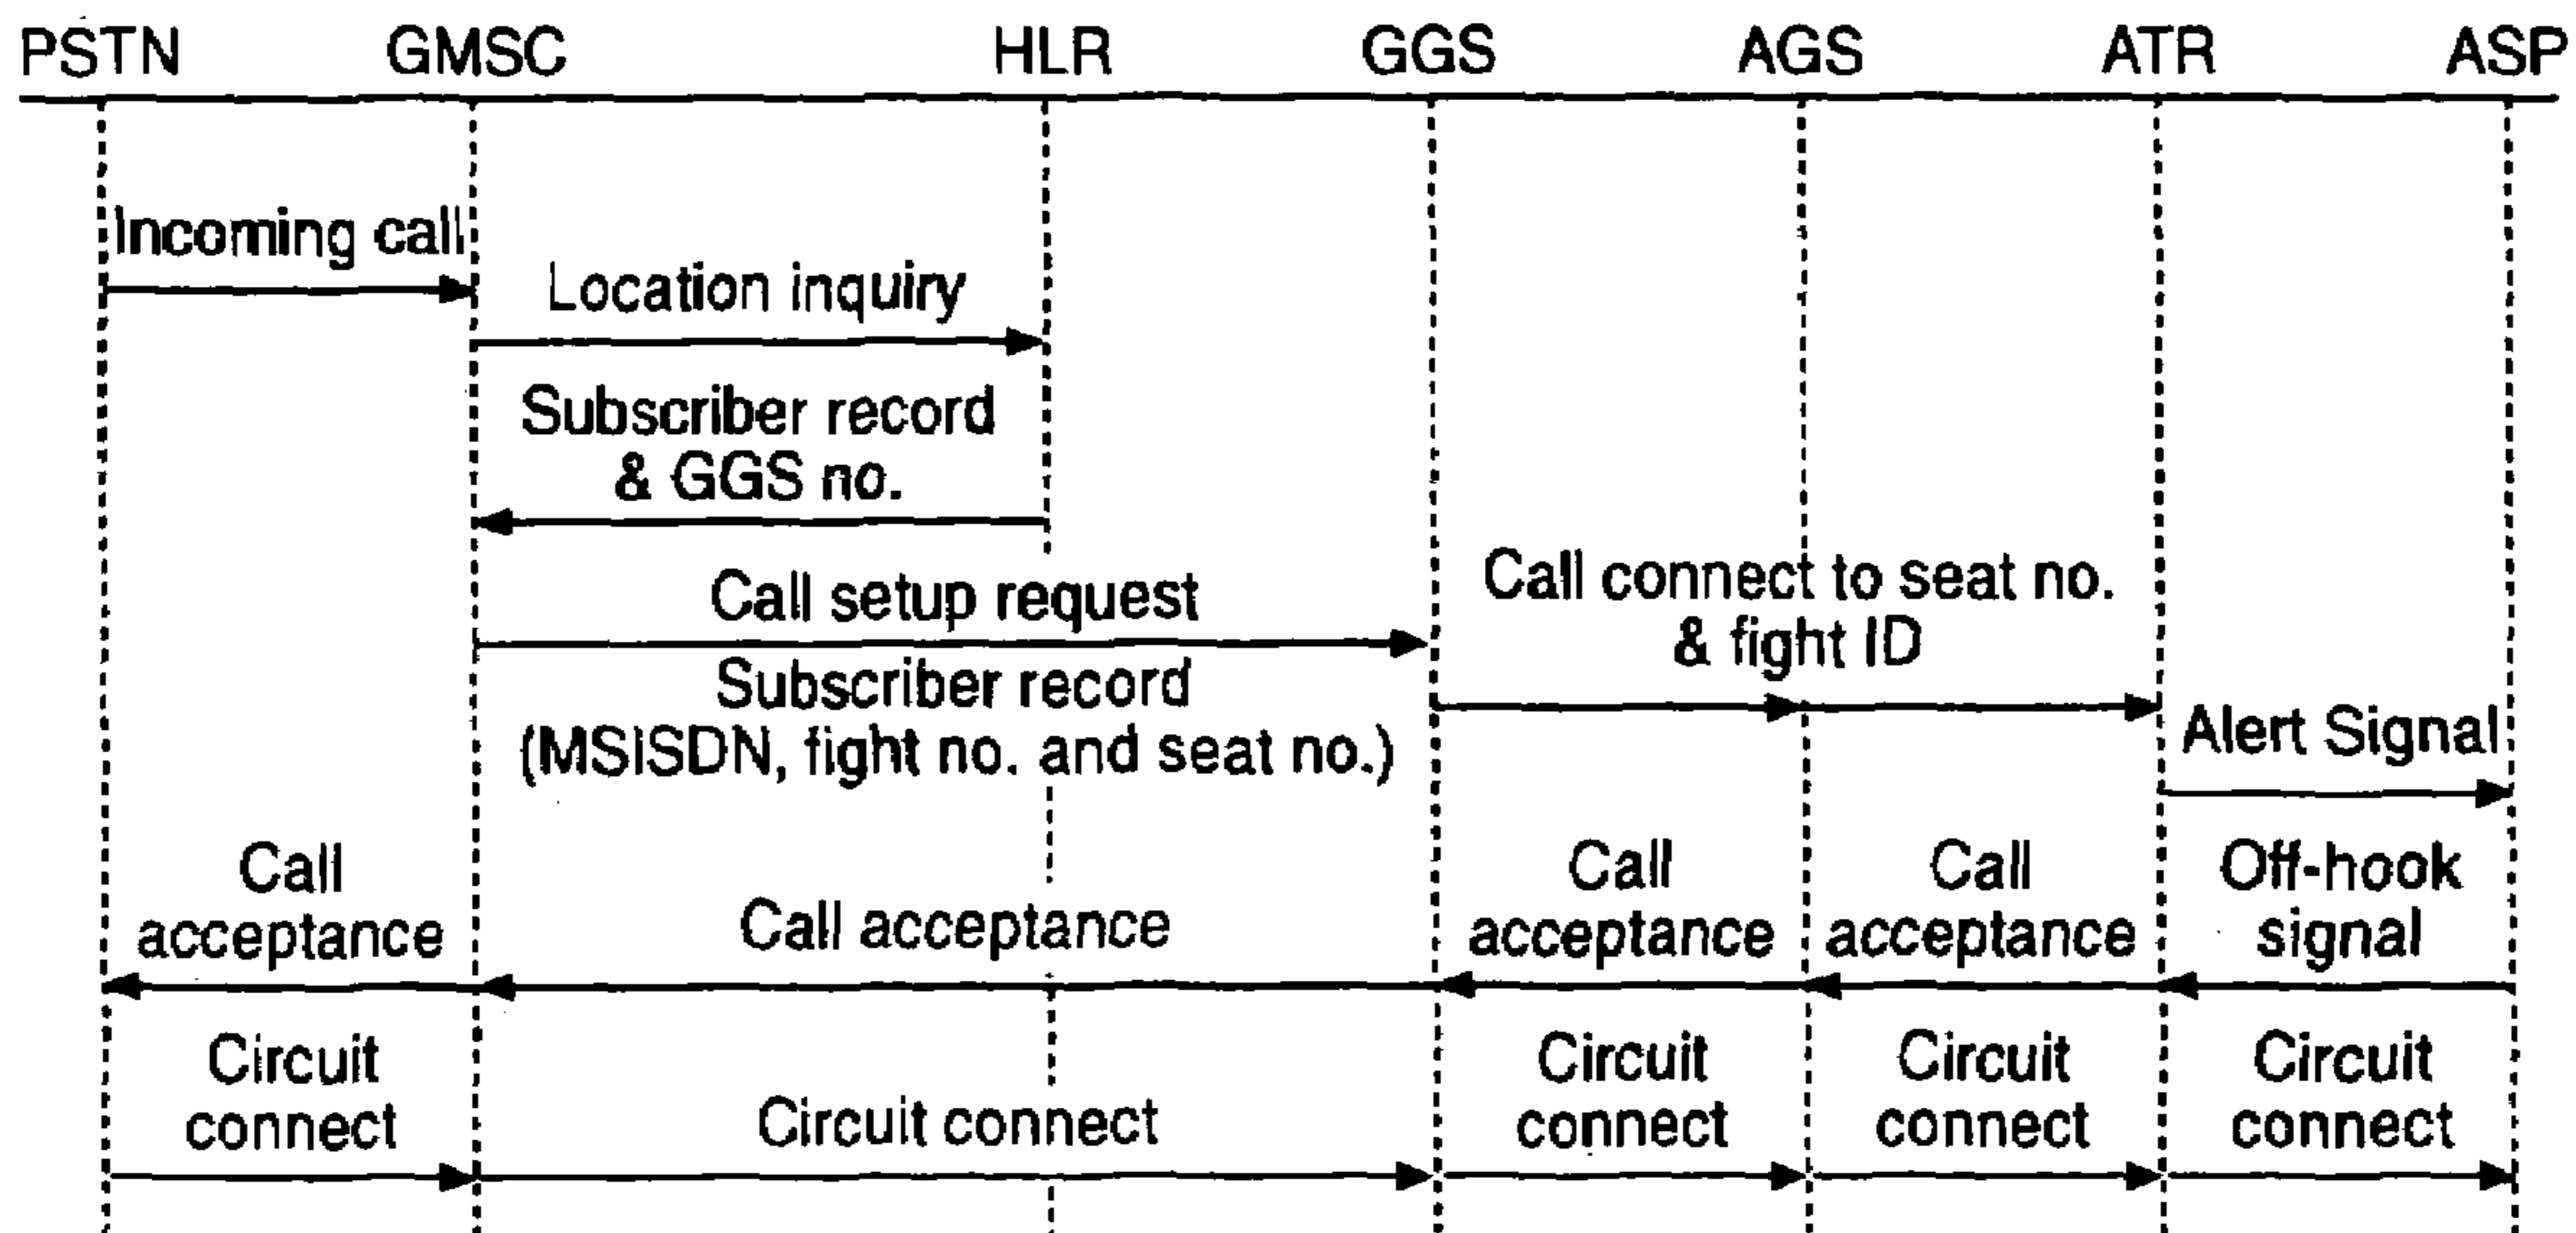 PSTN GMSC HLR GGS AGS ATR ASP
Incoming call
Location inquiry
Subscriber record
& GGS no.
Call setup request
Subscriber record
(MSISDN, fight no. and seat no.)
Call connect to seat no.
& fight ID
Alert Signal
Call
acceptance
Call acceptance
Call
acceptance
Call
acceptance
Off-hook
signal
Circuit
connect
Circuit connect
Circuit
connect
Circuit
connect
Circuit
connect